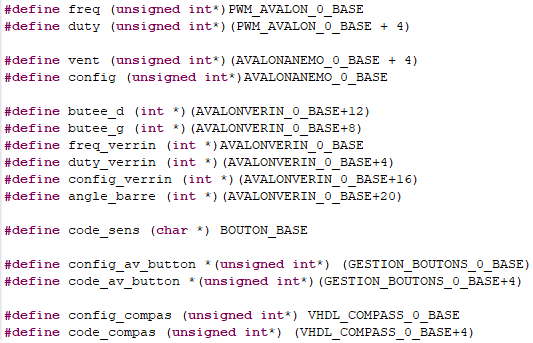 #define freq (unsigned int*)PWM_AVALON_0_BASE
#define duty (unsigned int*)(PWM_AVALON_0_BASE + 4)
#define vent (unsigned int*)(AVALONANEMO_0_BASE + 4)
#define config (unsigned int*)AVALONANEMO_0_BASE
#define butee_d (int *)(AVALONVERIN_0_BASE+12)
#define butee_g (int *)(AVALONVERIN_0_BASE+8)
#define freq_verrin (int *)AVALONVERIN_0_BASE
#define duty_verrin (int *)(AVALONVERIN_0_BASE+4)
#define config_verrin (int *)(AVALONVERIN_0_BASE+16)
#define angle_barre (int *)(AVALONVERIN_0_BASE+20)
#define code_sens (char *) BOUTON_BASE
#define config_av_button *(unsigned int*) (GESTION_BOUTONS_0_BASE)
#define code_av_button *(unsigned int*)(GESTION_BOUTONS_0_BASE+4)
#define config_compas (unsigned int*) VHDL_COMPASS_0_BASE
#define code_compas (unsigned int*) (VHDL_COMPASS_0_BASE+4)